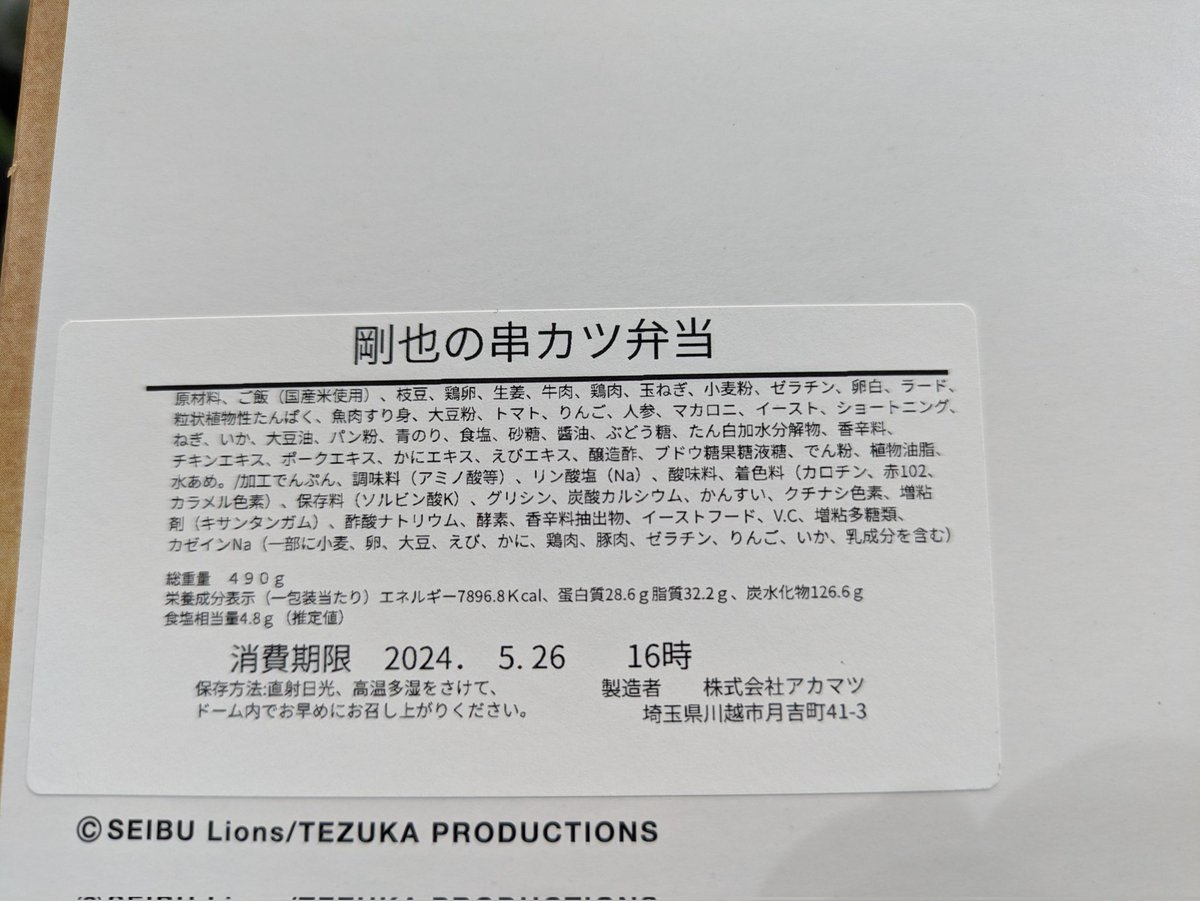 剛也の串カツ弁当
原材料、ご飯（国産米使用）、枝豆、鶏卵、生姜、牛肉、鶏肉、玉ねぎ、小麦粉、ゼラチン、卵白、ラード、
粒状植物性たんぱく、魚肉すり身、大豆粉、トマト、りんご、人参、マカロニ、イースト、ショートニング、
ねぎ、いか、大豆油、パン粉、青のり、食塩、砂糖、醬油、ぶどう糖、たん白加水分解物、香辛料、
チキンエキス、ポークエキス、かにエキス、えびエキス、醸造酢、ブドウ糖果糖液糖、でん粉、植物油脂、
水あめ。/加工でんぷん、調味料（アミノ酸等）、リン酸塩（Na）、酸味料、着色料（カロチン、赤102、
カラメル色素）、保存料（ソルビン酸K）、グリシン、炭酸カルシウム、かんすい、クチナシ色素、増粘
剤（キサンタンガム）、酢酸ナトリウム、酵素、香辛料抽出物、イーストフード、V.C、増粘多糖類、
カゼインNa（一部に小麦、卵、大豆、えび、かに、鶏肉、豚肉、ゼラチン、りんご、いか、乳成分を含む）
総重量　４９０ｇ
栄養成分表示（一包装当たり）エネルギー7896.8Ｋcal、蛋白質28.6ｇ脂質32.2ｇ、炭水化物126.6ｇ
食塩相当量4.8ｇ（推定値）
消費期限　2024.　5. 26　　16時
保存方法:直射日光、高温多湿をさけて、
ドーム内でお早めにお召し上がりください。
製造者　　株式会社アカマツ
埼玉県川越市月吉町41-3
©SEIBU Lions/TEZUKA PRODUCTIONS
©SEIBU Lions/TEZUKA PRODUCTIONS